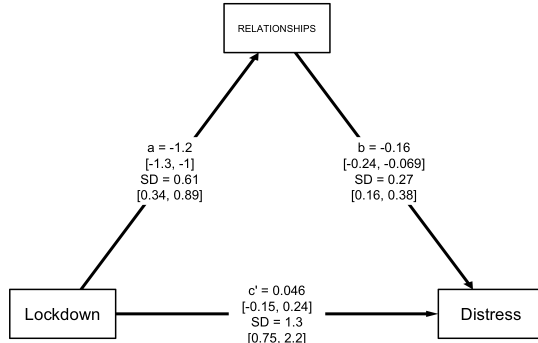 RELATIONSHIPS
a = -1.2
[-1.3, -1]
SD = 0.61
[0.34, 0.89]
b = -0.16
[-0.24, -0.069]
SD = 0.27
[0.16, 0.38]
Lockdown
c' = 0.046
[-0.15, 0.24]
SD = 1.3
[0.75, 2.2]
Distress